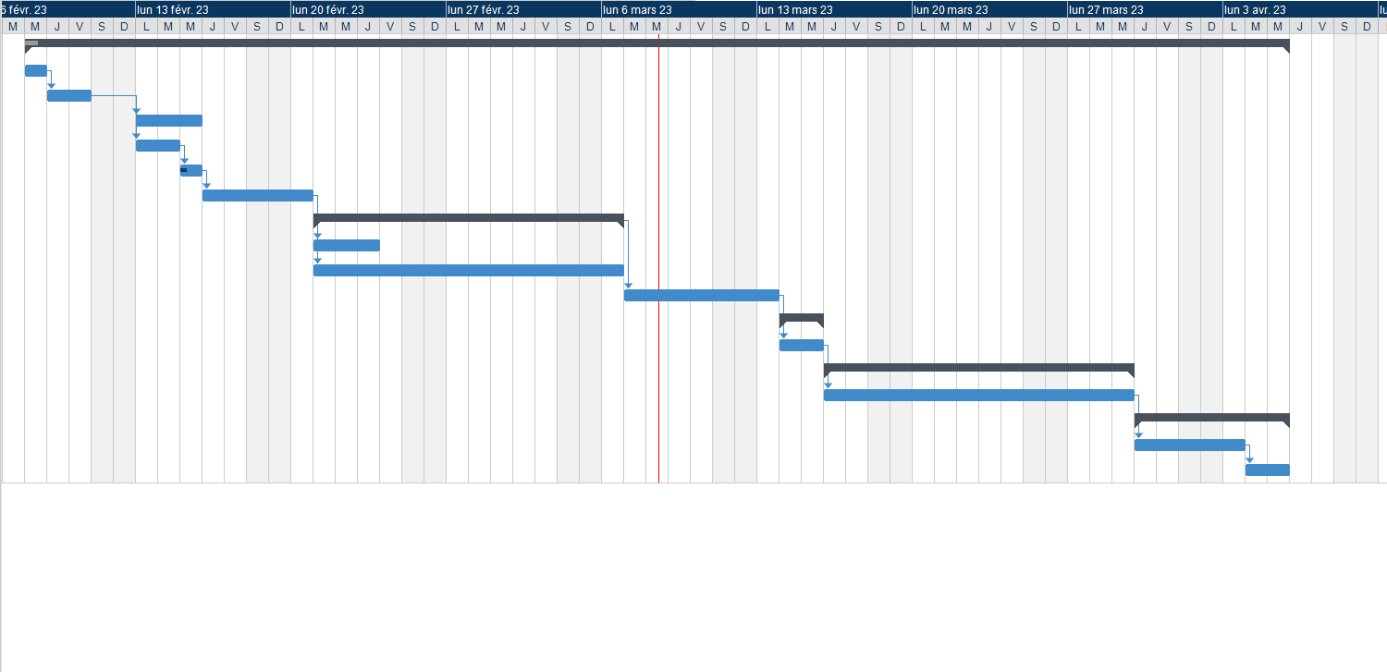 6 févr. 23 lun 13 févr. 23 lun 20 févr. 23 lun 27 févr. 23 lun 6 mars 23 lun 13 mars 23 lun 20 mars 23 lun 27 mars 23 lun 3 avr. 23
M M J V S D L M M J V S D L M M J V S D L M M J V S D L M M J V S D L M M J V S D L M M J V S D L M M J V S D L M M J V S D